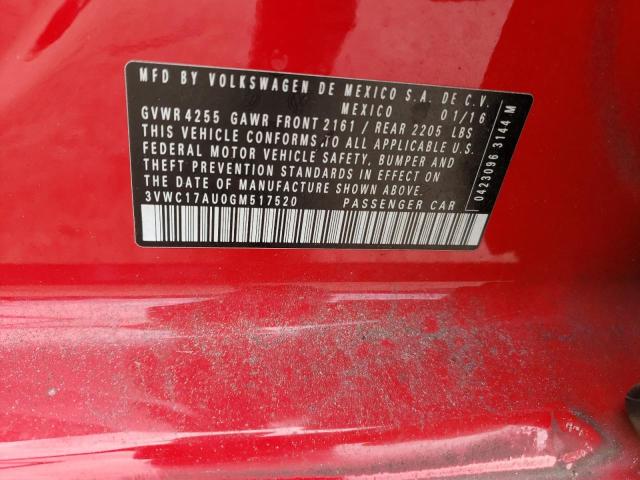 MFD BY VOLKSWAGEN DE MEXICO S.A. DE C.V.
MEXICO 01/16
GVWR 4255 GAWR FRONT 2161 / REAR 2205 LBS
THIS VEHICLE CONFORMS TO ALL APPLICABLE U.S.
FEDERAL MOTOR VEHICLE SAFETY, BUMPER AND
THEFT PREVENTION STANDARDS IN EFFECT ON
THE DATE OF MANUFACTURE SHOWN ABOVE.
3VWC17AU0GM517520 PASSENGER CAR
0423096 3144 M